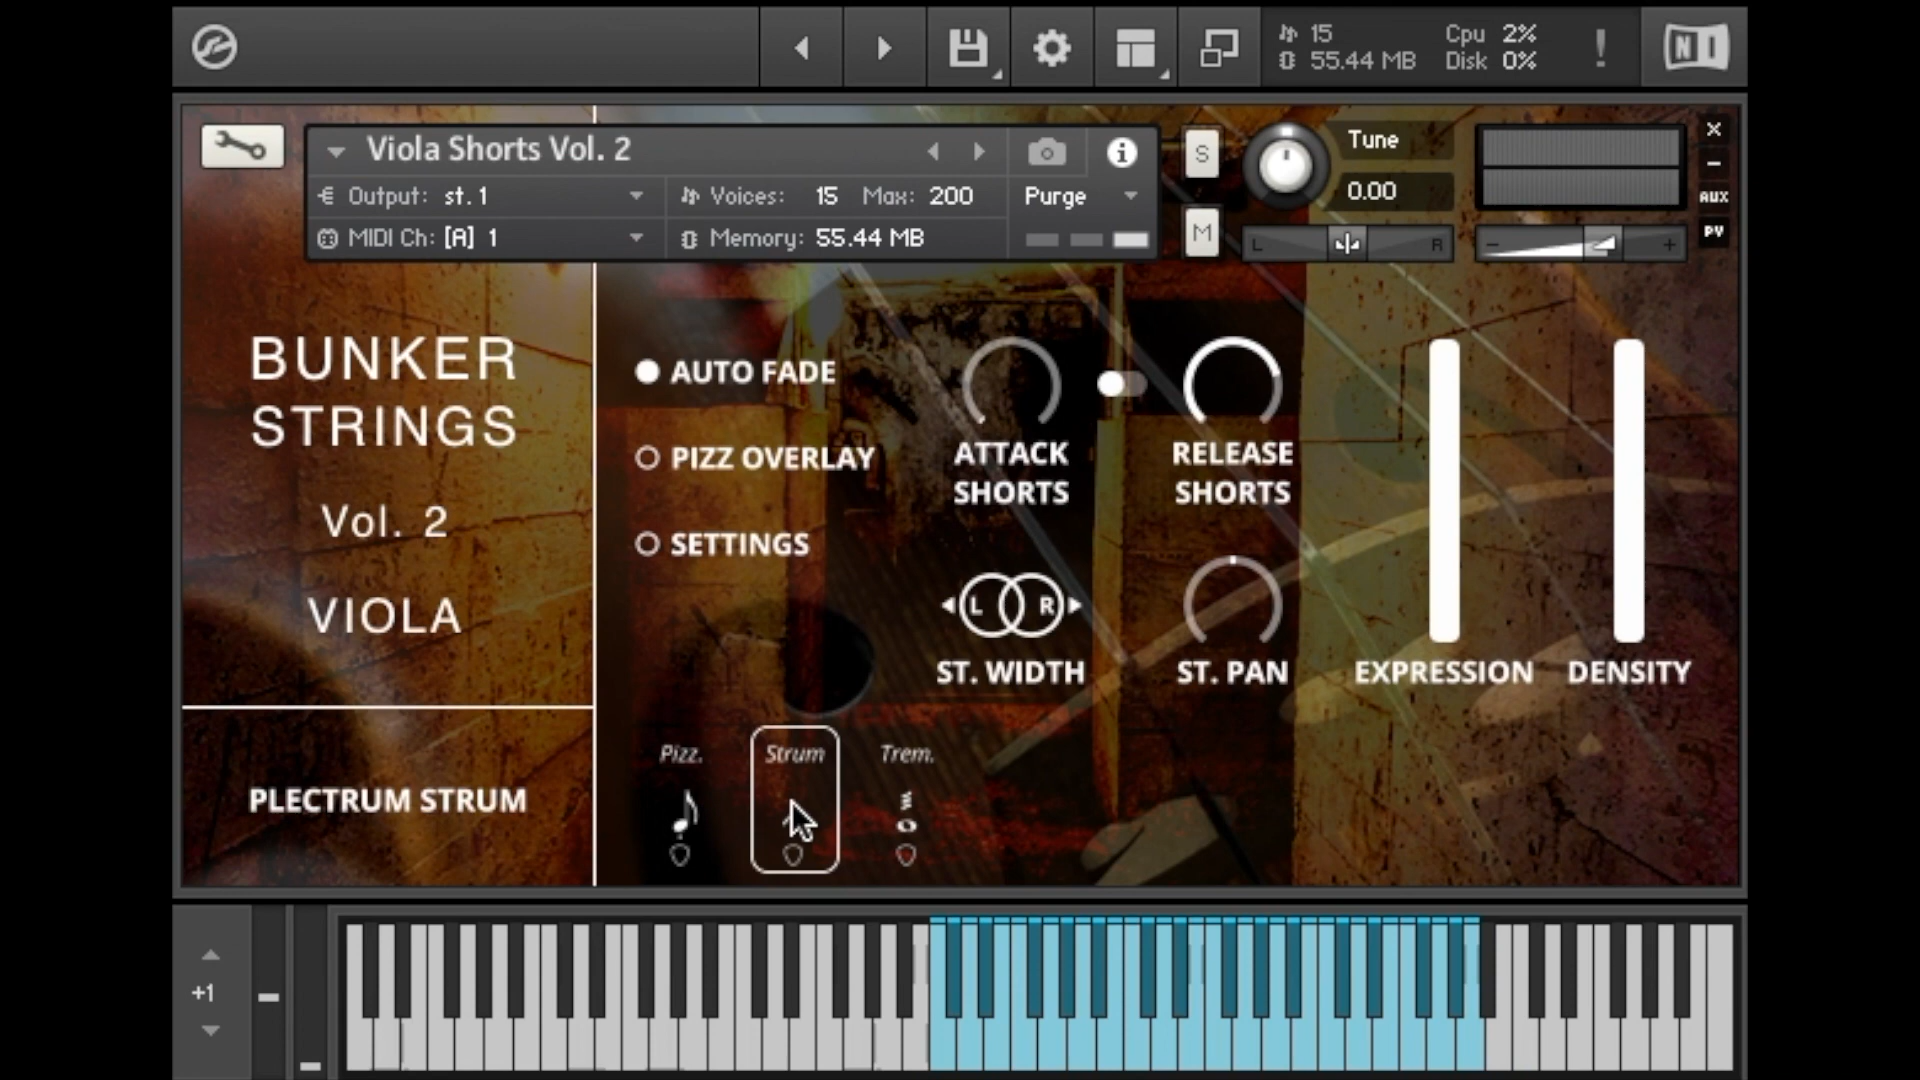 15
Cpu 2%
55.44 MB
Disk 0%
NI
Viola Shorts Vol. 2
i
S
Tune
Output: st. 1
Voices: 15 Max: 200
Purge
0.00
AUX
MIDI Ch: [A] 1
Memory: 55.44 MB
M
L
R
PV
BUNKER
STRINGS
Vol. 2
VIOLA
PLECTRUM STRUM
AUTO FADE
PIZZ OVERLAY
SETTINGS
ATTACK
SHORTS
RELEASE
SHORTS
L R
ST. WIDTH
ST. PAN
EXPRESSION
DENSITY
Pizz.
Strum
Trem.
+1